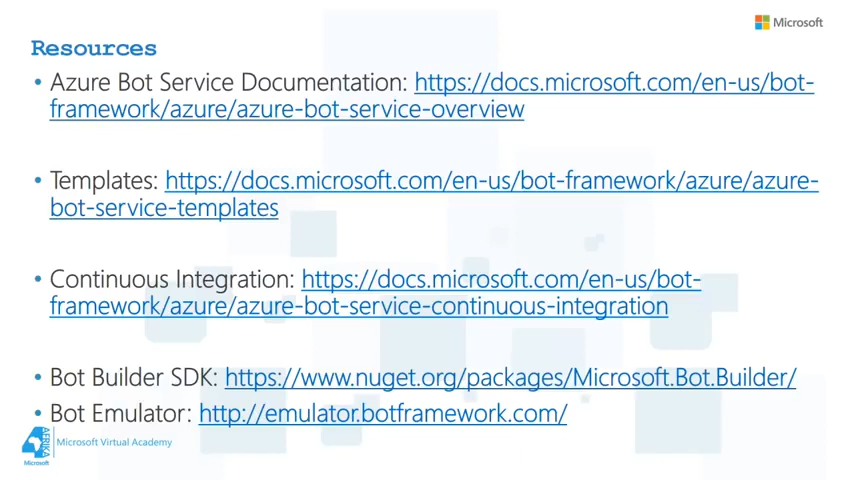 Microsoft
Resources
• Azure Bot Service Documentation: https://docs.microsoft.com/en-us/bot-
framework/azure/azure-bot-service-overview
• Templates: https://docs.microsoft.com/en-us/bot-framework/azure/azure-
bot-service-templates
• Continuous Integration: https://docs.microsoft.com/en-us/bot-
framework/azure/azure-bot-service-continuous-integration
• Bot Builder SDK: https://www.nuget.org/packages/Microsoft.Bot.Builder/
• Bot Emulator: http://emulator.botframework.com/
4AFRIKA
Microsoft
Microsoft Virtual Academy